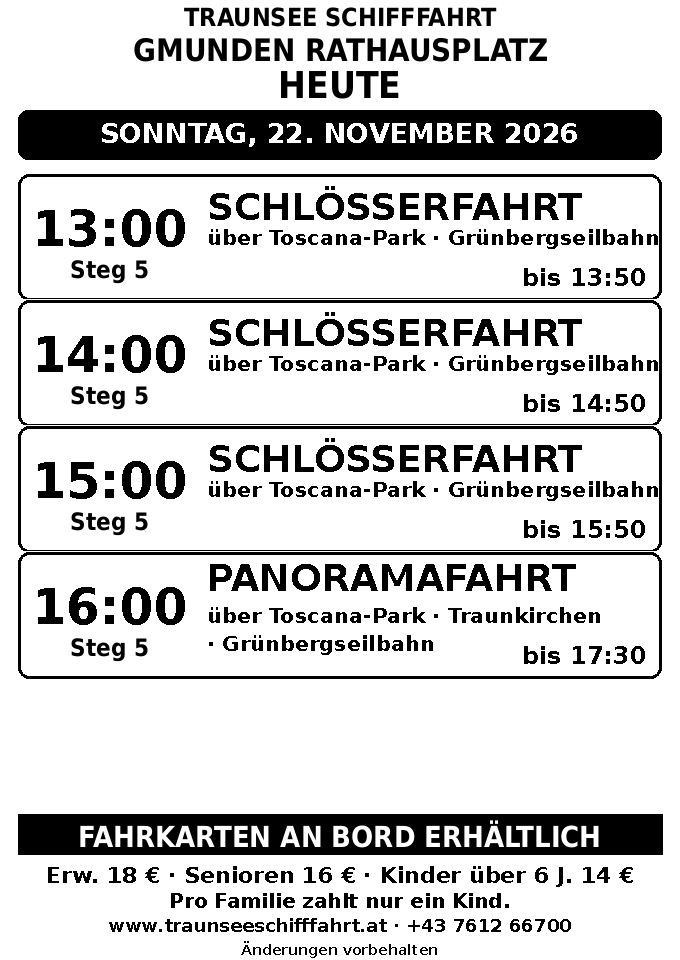 TRAUNSEE SCHIFFFAHRT
GMUNDEN RATHAUSPLATZ
HEUTE
SONNTAG, 22. NOVEMBER 2026
13:00
Steg 5
SCHLÖSSERFAHRT
über Toscana-Park · Grünbergseilbahn
bis 13:50
14:00
Steg 5
SCHLÖSSERFAHRT
über Toscana-Park · Grünbergseilbahn
bis 14:50
15:00
Steg 5
SCHLÖSSERFAHRT
über Toscana-Park · Grünbergseilbahn
bis 15:50
16:00
Steg 5
PANORAMAFAHRT
über Toscana-Park · Traunkirchen
· Grünbergseilbahn
bis 17:30
FAHRKARTEN AN BORD ERHÄLTLICH
Erw. 18 € · Senioren 16 € · Kinder über 6 J. 14 €
Pro Familie zahlt nur ein Kind.
www.traunseeschifffahrt.at · +43 7612 66700
Änderungen vorbehalten